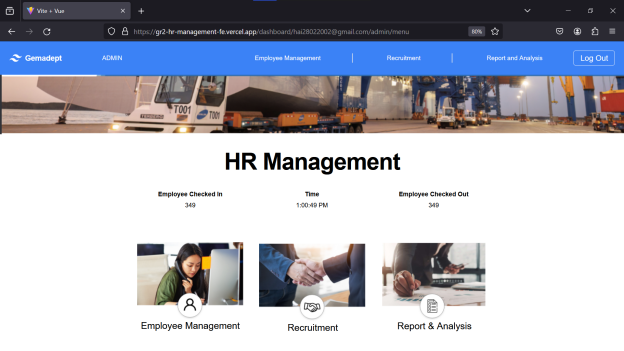 Vite + Vue
https://gr2-hr-management-fe.vercel.app/dashboard/hai28022002@gmail.com/admin/menu
80%
Gemadept
ADMIN
Employee Management
Recruitment
Report and Analysis
Log Out
T001
T001
HR Management
Employee Checked In
Time
Employee Checked Out
349
1:00:49 PM
349
Employee Management
Recruitment
Report & Analysis